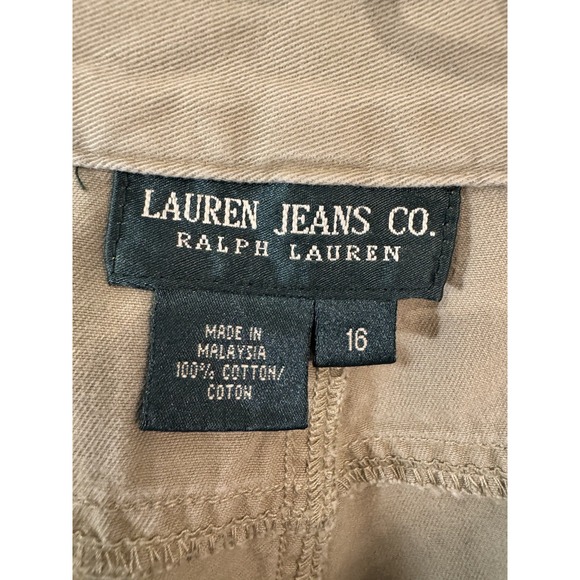 LAUREN JEANS CO.
RALPH LAUREN
MADE IN
MALAYSIA
100% COTTON/
COTON
16